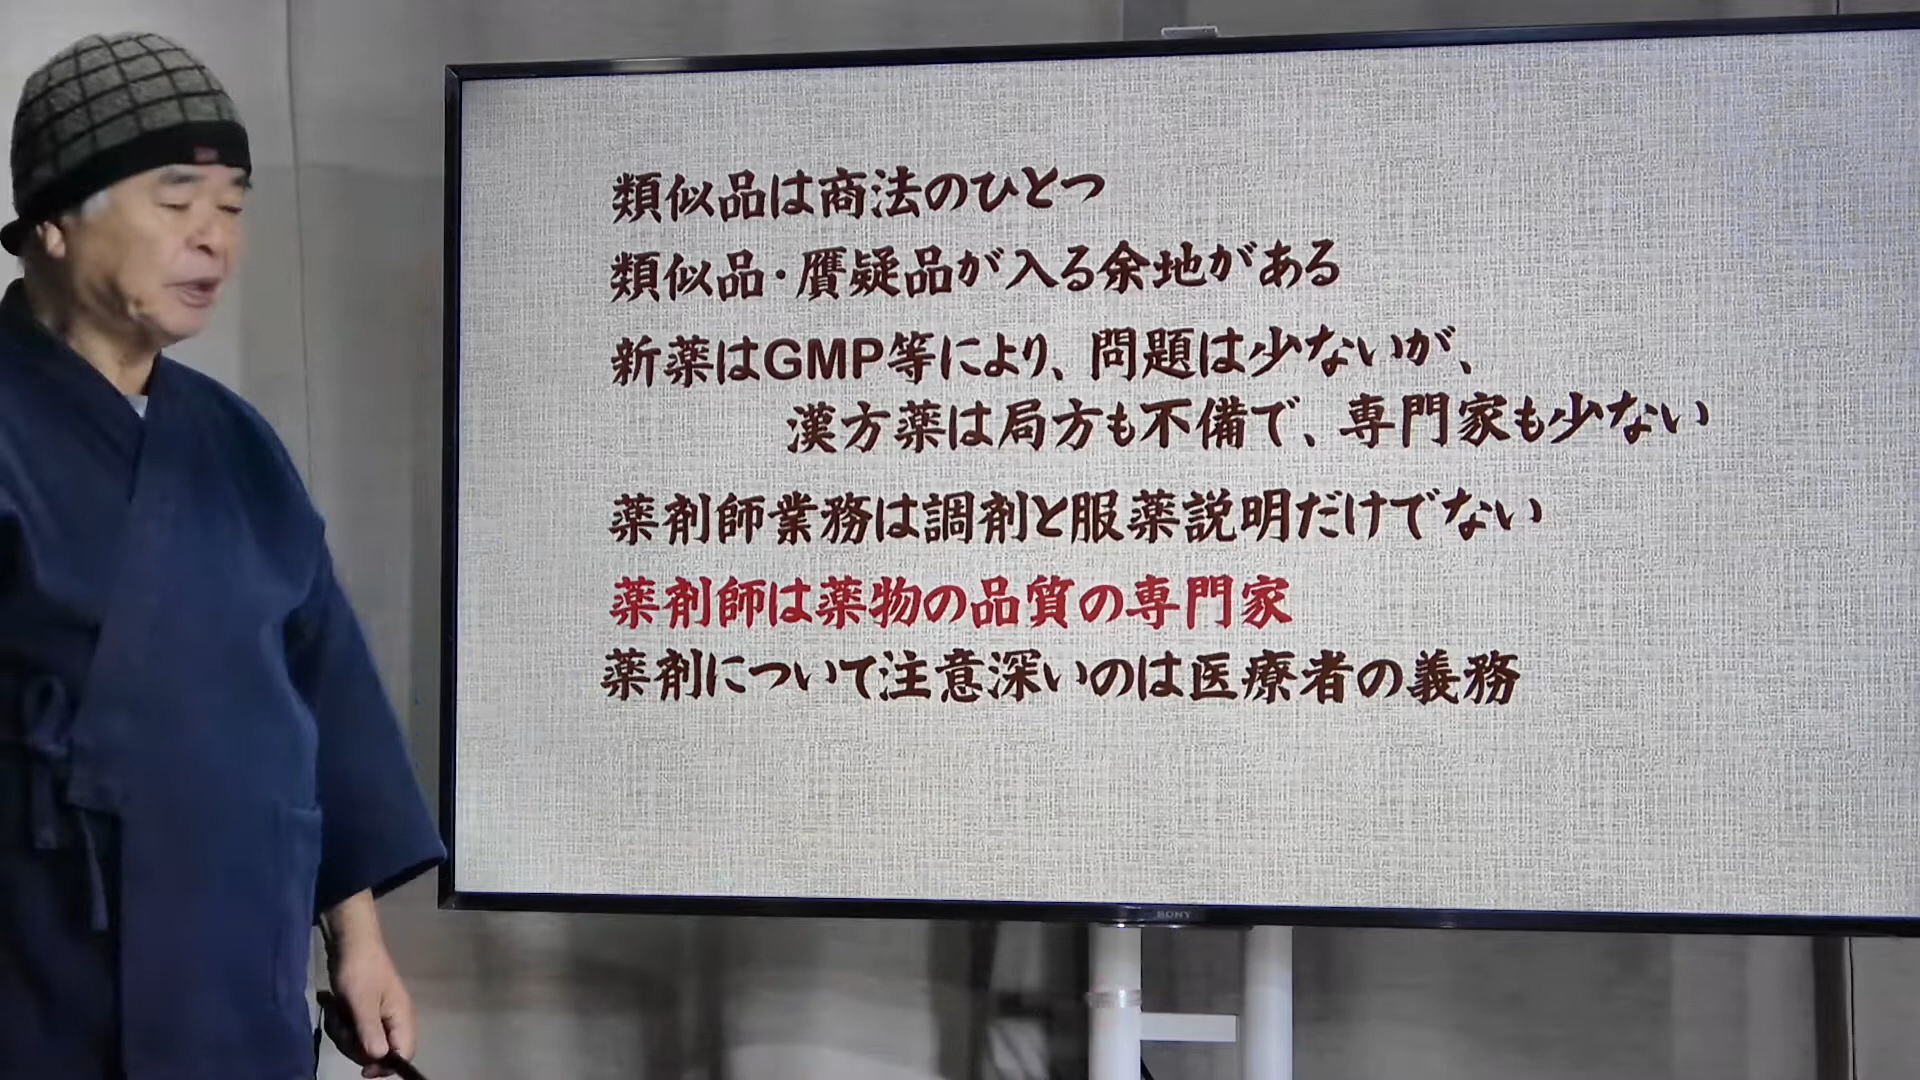 類似品は商法のひとつ
類似品・贋疑品が入る余地がある
新薬はGMP等により、問題は少ないが、
漢方薬は局方も不備で、専門家も少ない
薬剤師業務は調剤と服薬説明だけでない
薬剤師は薬物の品質の専門家
薬剤について注意深いのは医療者の義務
SONY